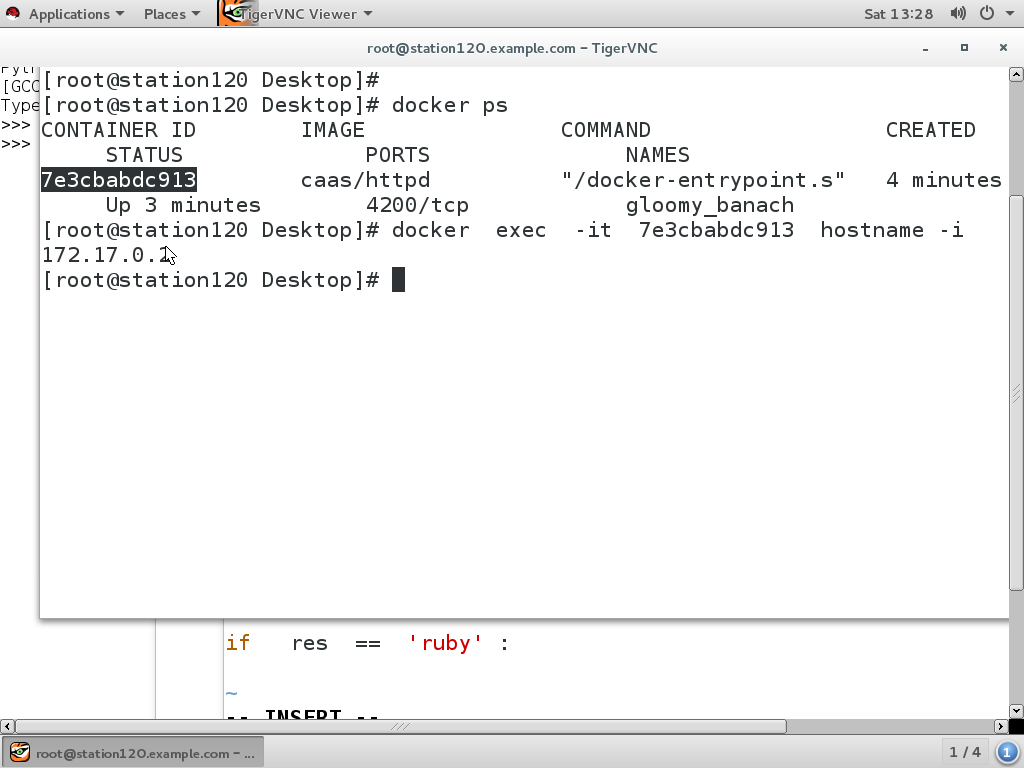 Applications Places TigerVNC Viewer Sat 13:28
root@station120.example.com - TigerVNC
[GCC
Type
>>>
>>>
[root@station120 Desktop]#
[root@station120 Desktop]# docker ps
CONTAINER ID IMAGE COMMAND CREATED
STATUS PORTS NAMES
7e3cbabdc913 caas/httpd "/docker-entrypoint.s" 4 minutes
Up 3 minutes 4200/tcp gloomy_banach
[root@station120 Desktop]# docker exec -it 7e3cbabdc913 hostname -i
172.17.0.2
[root@station120 Desktop]#
if res == 'ruby' :
~
-- INSERT --
root@station120.example.com - ...
1 / 4
1